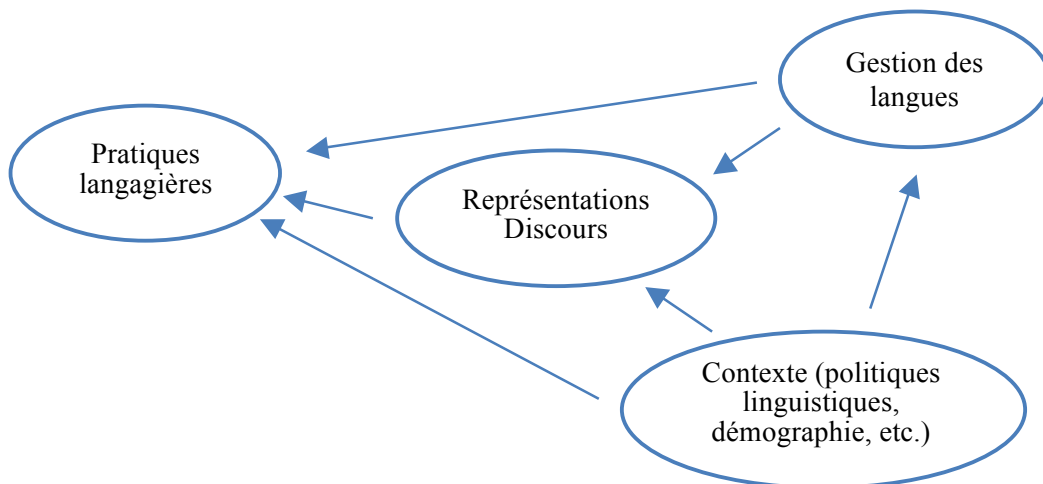 Gestion des
langues
Pratiques
langagières
Représentations
Discours
Contexte (politiques
linguistiques,
démographie, etc.)